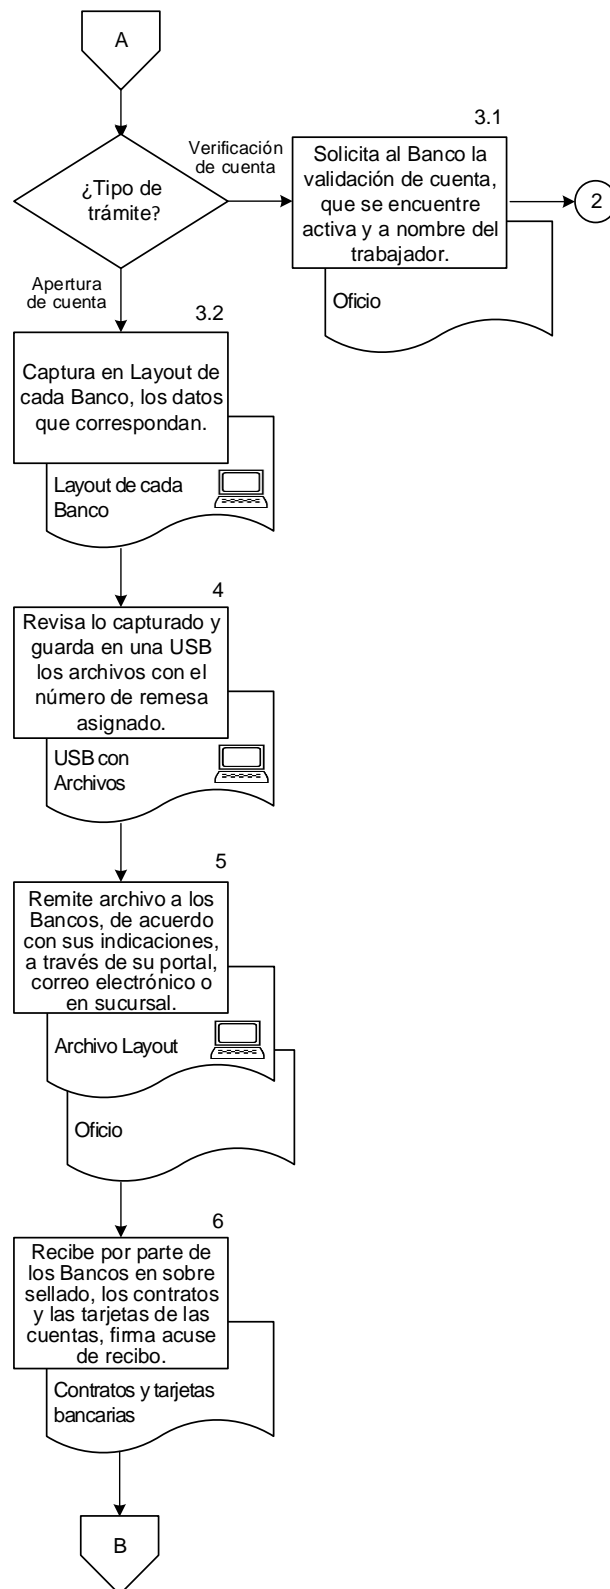 A
¿Tipo de
trámite?
Verificación
de cuenta
3.1
Solicita al Banco la
validación de cuenta,
que se encuentre
activa y a nombre del
trabajador.
2
Oficio
Apertura
de cuenta
3.2
Captura en Layout de
cada Banco, los datos
que correspondan.
Layout de cada
Banco
4
Revisa lo capturado y
guarda en una USB
los archivos con el
número de remesa
asignado.
USB con
Archivos
5
Remite archivo a los
Bancos, de acuerdo
con sus indicaciones,
a través de su portal,
correo electrónico o
en sucursal.
Archivo Layout
Oficio
6
Recibe por parte de
los Bancos en sobre
sellado, los contratos
y las tarjetas de las
cuentas, firma acuse
de recibo.
Contratos y tarjetas
bancarias
B